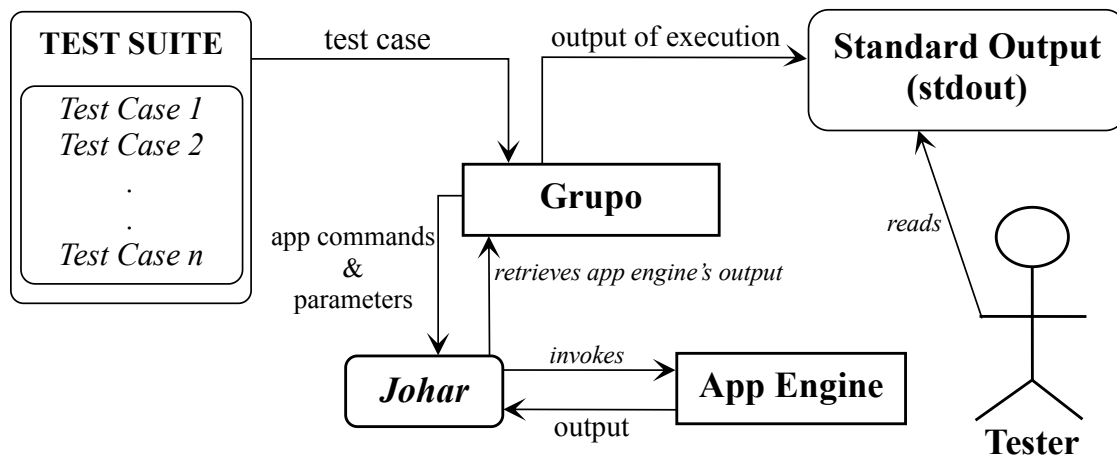 TEST SUITE
Test Case 1
Test Case 2
.
.
Test Case n
test case
output of execution
Standard Output
(stdout)
Grupo
app commands
&
parameters
retrieves app engine's output
reads
Johar
invokes
output
App Engine
Tester